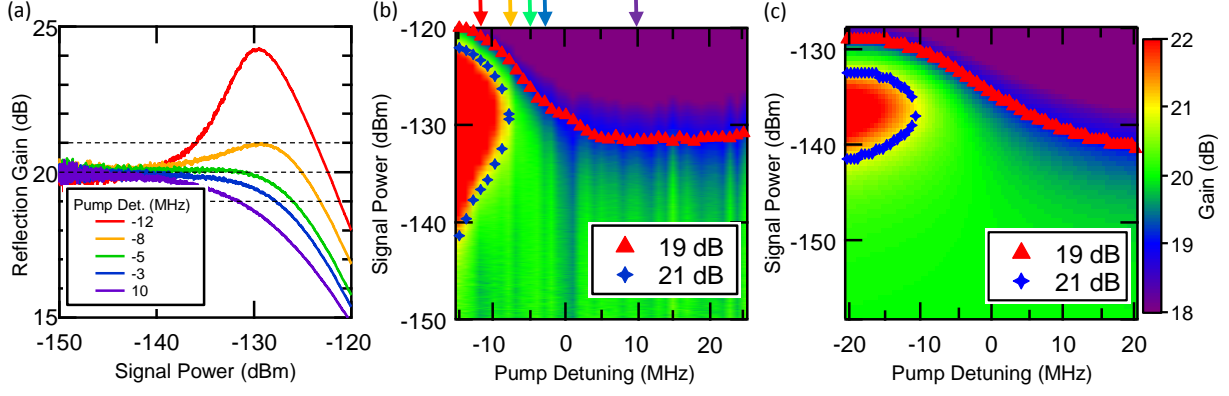 (a)
Reflection Gain (dB)
25
20
15
Pump Det. (MHz)
-12
-8
-5
-3
10
-150
-140
-130
-120
Signal Power (dBm)
(b)
Signal Power (dBm)
-120
-130
-140
-150
19 dB
21 dB
-10
0
10
20
Pump Detuning (MHz)
(c)
Signal Power (dBm)
-130
-140
-150
19 dB
21 dB
-20
-10
0
10
20
Pump Detuning (MHz)
22
21
20
19
18
Gain (dB)